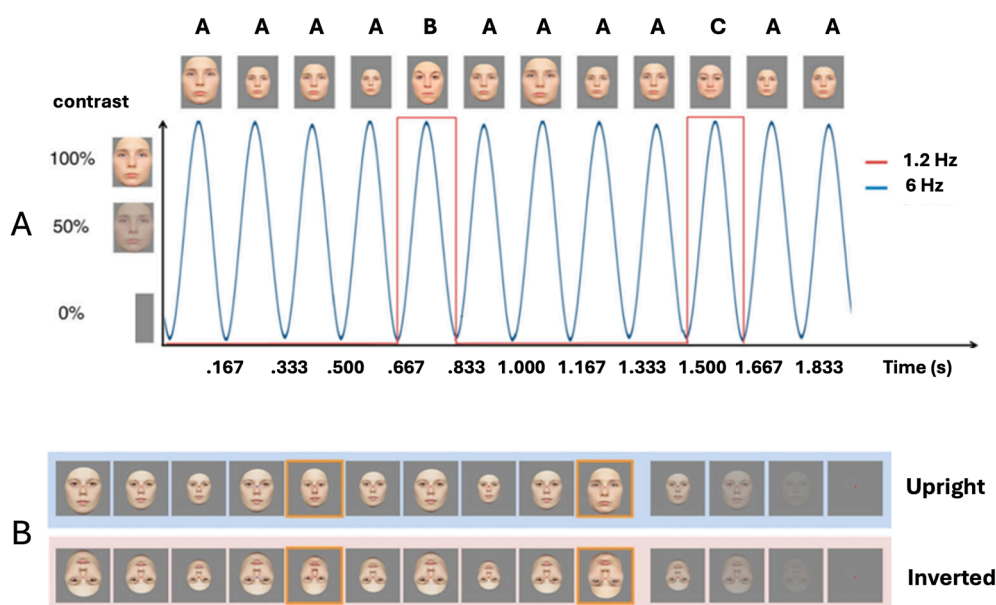 A A A A B A A A A C A A
contrast
100%
50%
0%
A
1.2 Hz
6 Hz
.167 .333 .500 .667 .833 1.000 1.167 1.333 1.500 1.667 1.833 Time (s)
Upright
B
Inverted